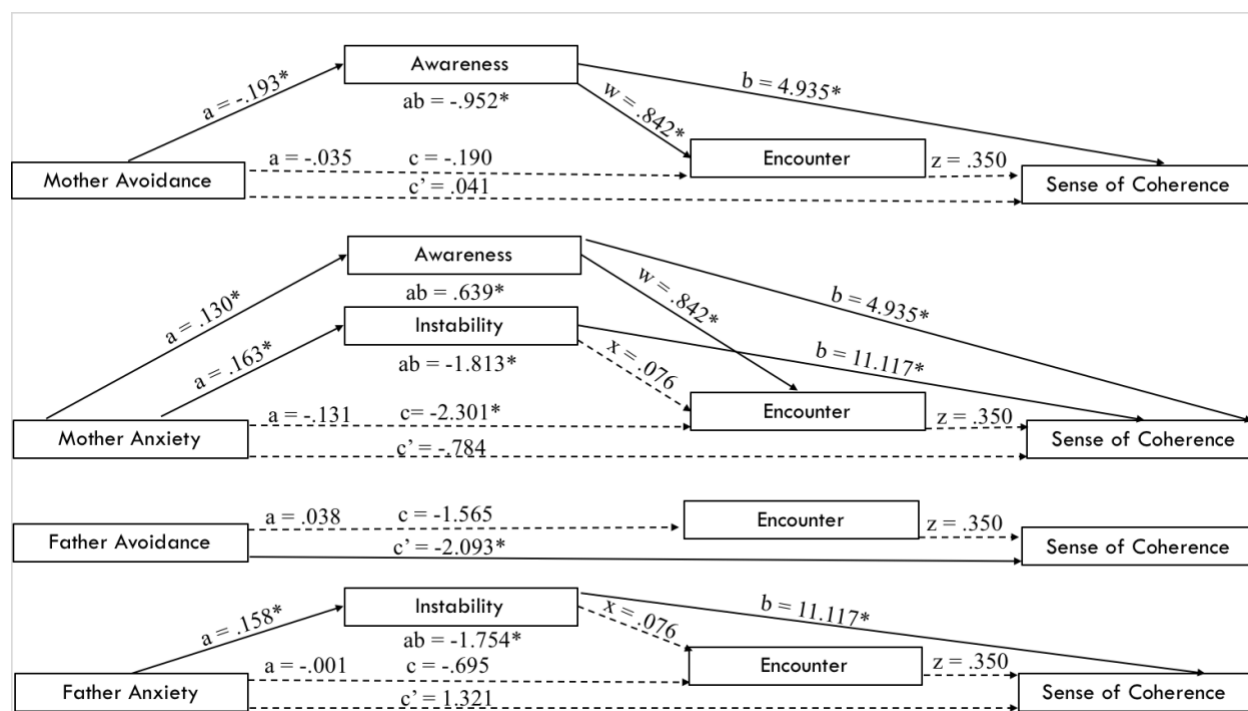 Awareness
a = -.193*
b = 4.935*
ab = -.952*
w = .842*
a = -.035
c = -.190
Encounter
z = .350
Mother Avoidance
c’ = .041
Sense of Coherence
Awareness
a = .130*
ab = .639*
w = .842*
b = 4.935*
Instability
a = .163*
ab = -1.813*
x = .076
b = 11.117*
a = -.131
c= -2.301*
Encounter
z = .350
Mother Anxiety
c’ = -.784
Sense of Coherence
a = .038
c = -1.565
Encounter
z = .350
Father Avoidance
c’ = -2.093*
Sense of Coherence
Instability
a = .158*
ab = -1.754*
x = .076
b = 11.117*
a = -.001
c = -.695
Encounter
z = .350
Father Anxiety
c’ = 1.321
Sense of Coherence